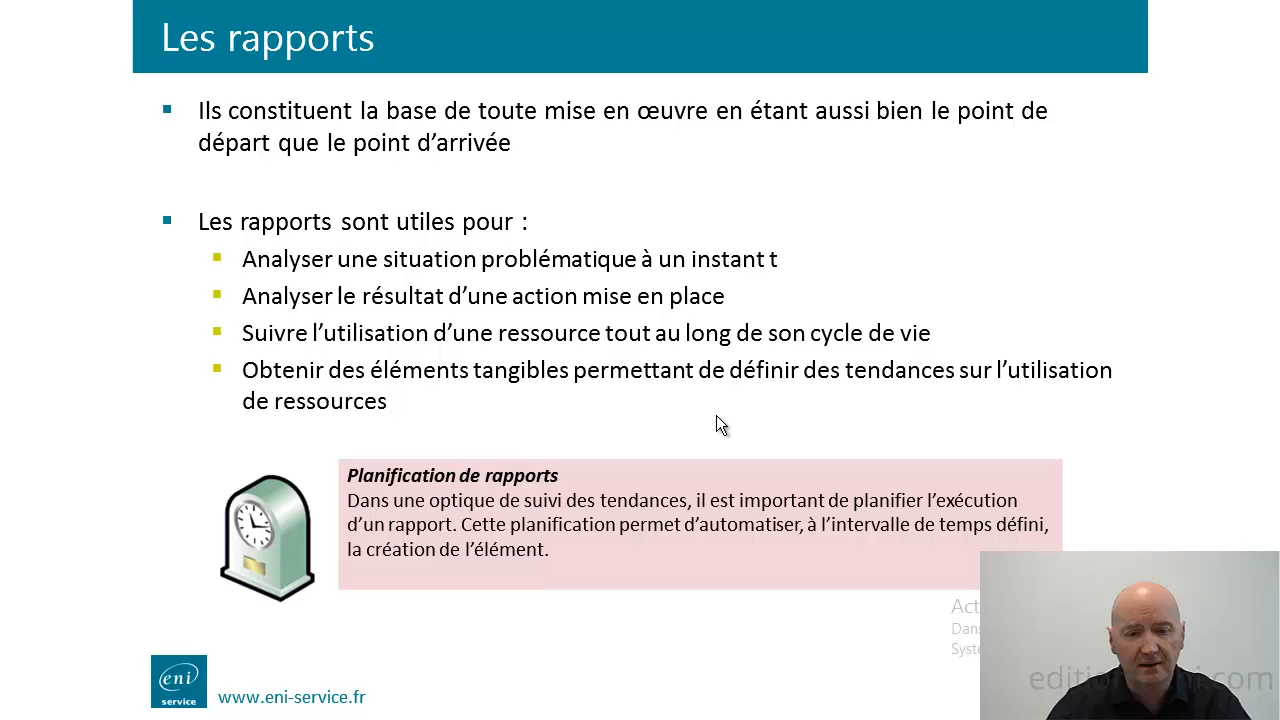 Les rapports
Ils constituent la base de toute mise en œuvre en étant aussi bien le point de
départ que le point d’arrivée
Les rapports sont utiles pour :
Analyser une situation problématique à un instant t
Analyser le résultat d’une action mise en place
Suivre l’utilisation d’une ressource tout au long de son cycle de vie
Obtenir des éléments tangibles permettant de définir des tendances sur l’utilisation
de ressources
Planification de rapports
Dans une optique de suivi des tendances, il est important de planifier l’exécution
d’un rapport. Cette planification permet d’automatiser, à l’intervalle de temps défini,
la création de l’élément.
eni
service
www.eni-service.fr